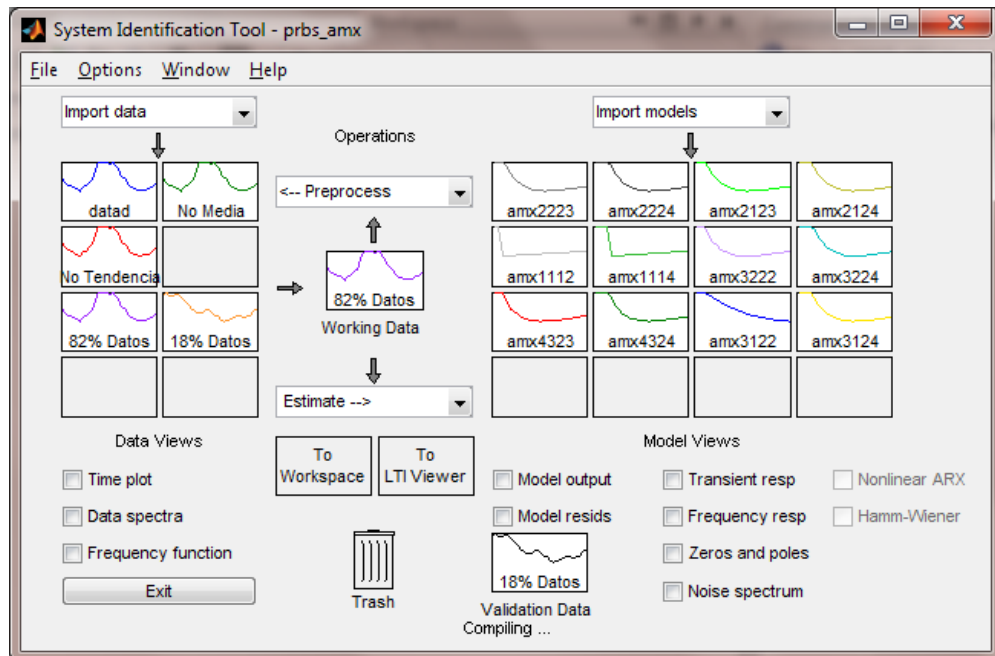 System Identification Tool - prbs_amx
File Options Window Help
Import data
Operations
Import models
datad No Media
<-- Preprocess
amx2223 amx2224 amx2123 amx2124
No Tendencia
82% Datos
Working Data
amx1112 amx1114 amx3222 amx3224
82% Datos 18% Datos
amx4323 amx4324 amx3122 amx3124
Estimate -->
Data Views
To Workspace
To LTI Viewer
Model Views
Time plot
Data spectra
Frequency function
Exit
Trash
Model output
Model resids
Transient resp
Frequency resp
Zeros and poles
Noise spectrum
Nonlinear ARX
Hamm-Wiener
18% Datos
Validation Data
Compiling ...